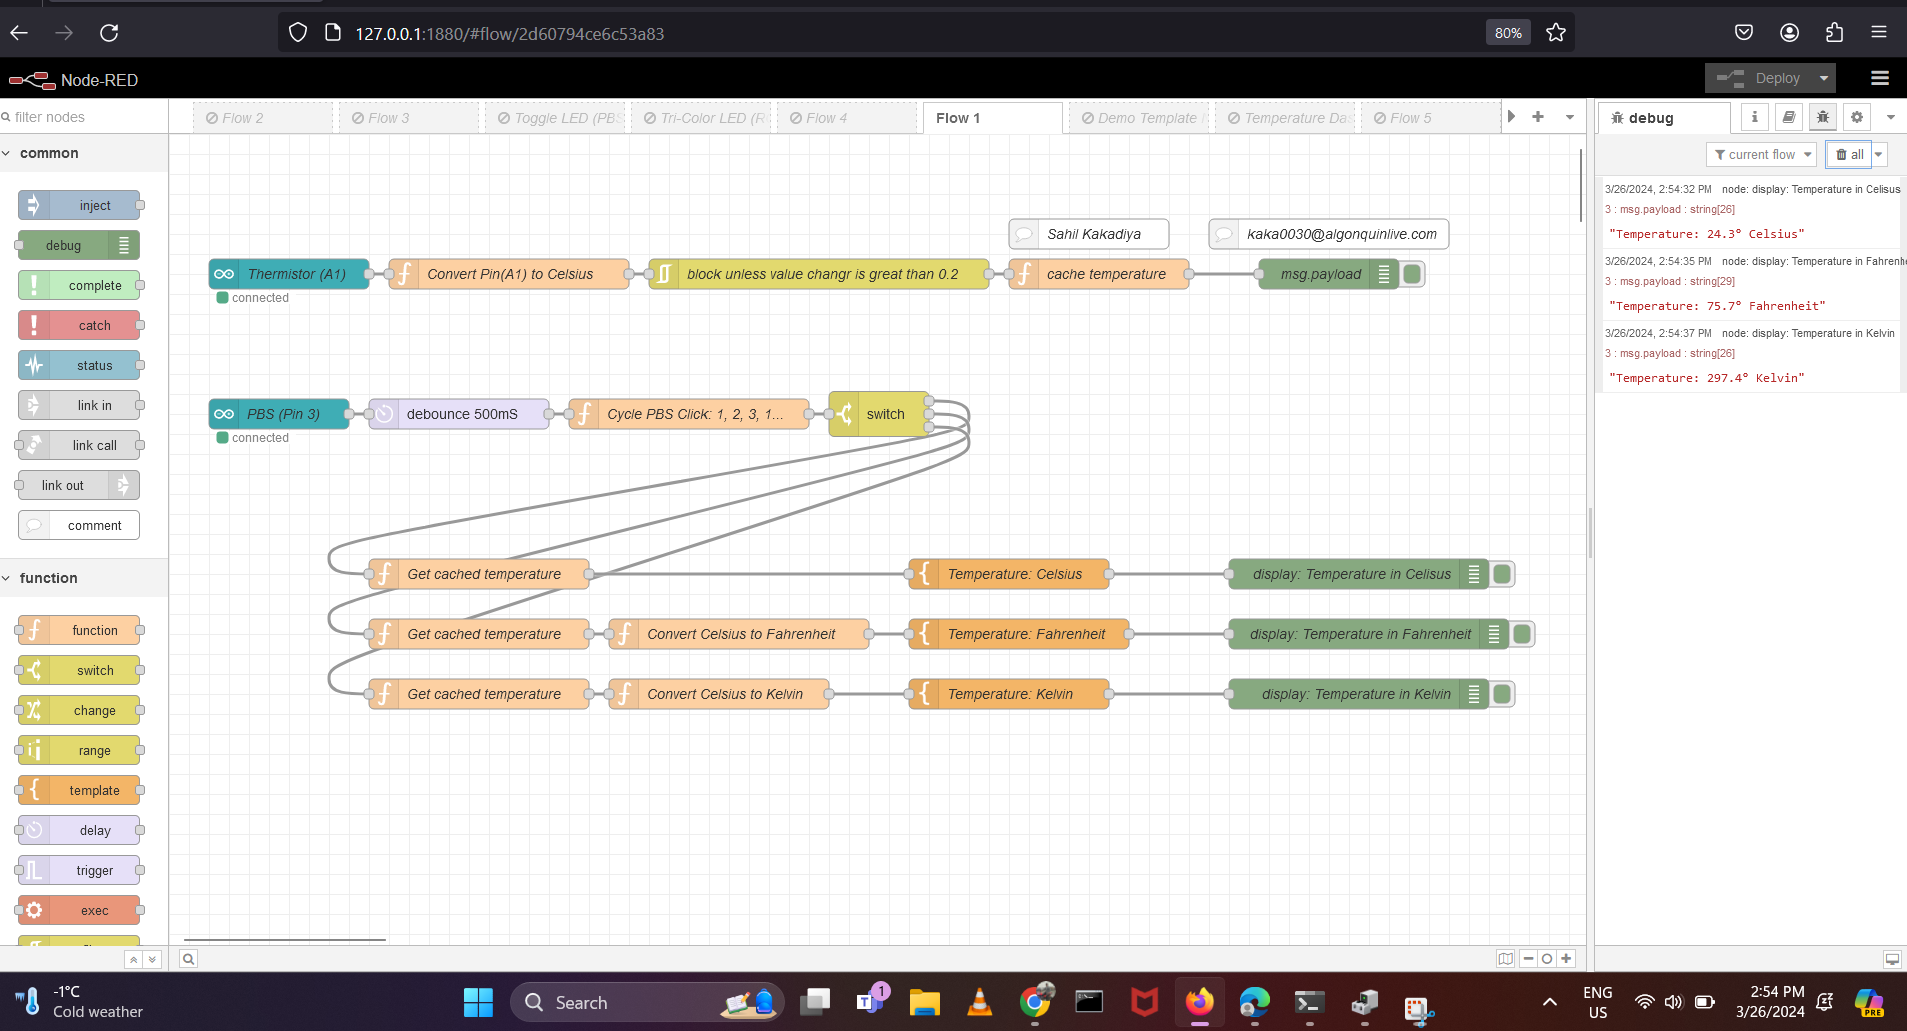 127.0.0.1:1880/#flow/2d60794ce6c53a83
80%
Node-RED
Deploy
filter nodes
Flow 2
Flow 3
Toggle LED (PBS
Tri-Color LED (R
Flow 4
Flow 1
Demo Template
Temperature Das
Flow 5
debug
i
current flow
all
common
inject
debug
complete
catch
status
link in
link call
link out
comment
function
function
switch
change
range
template
delay
trigger
exec
Sahil Kakadiya
kaka0030@algonquinlive.com
Thermistor (A1)
Convert Pin(A1) to Celsius
block unless value changr is great than 0.2
cache temperature
msg.payload
connected
PBS (Pin 3)
debounce 500mS
Cycle PBS Click: 1, 2, 3, 1...
switch
connected
Get cached temperature
Temperature: Celsius
display: Temperature in Celisus
Get cached temperature
Convert Celsius to Fahrenheit
Temperature: Fahrenheit
display: Temperature in Fahrenheit
Get cached temperature
Convert Celsius to Kelvin
Temperature: Kelvin
display: Temperature in Kelvin
3/26/2024, 2:54:32 PM node: display: Temperature in Celisus
3 : msg.payload : string[26]
"Temperature: 24.3° Celsius"
3/26/2024, 2:54:35 PM node: display: Temperature in Fahrenh
3 : msg.payload : string[29]
"Temperature: 75.7° Fahrenheit"
3/26/2024, 2:54:37 PM node: display: Temperature in Kelvin
3 : msg.payload : string[26]
"Temperature: 297.4° Kelvin"
-1°C
Cold weather
Search
1
ENG
US
2:54 PM
3/26/2024
PRE